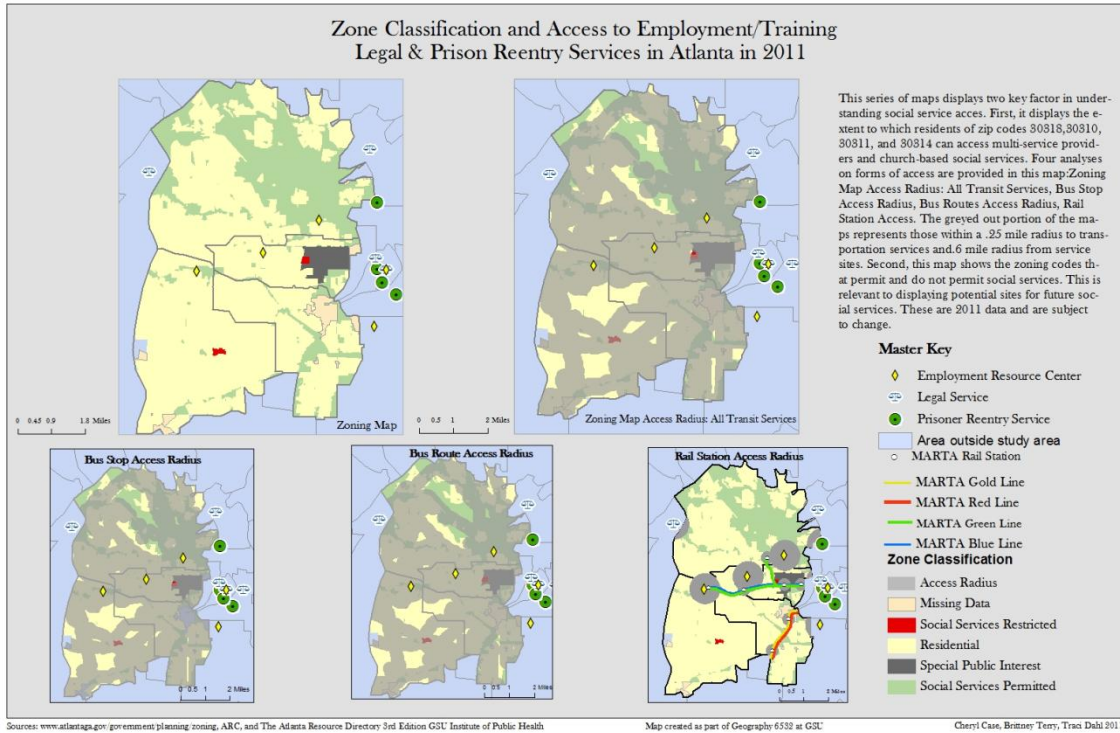 Zone Classification and Access to Employment/Training
Legal & Prison Reentry Services in Atlanta in 2011
This series of maps displays two key factor in under-
standing social service acces. First, it displays the e-
xtent to which residents of zip codes 30318,30310,
30311, and 30314 can access multi-service provid-
ers and church-based social services. Four analyses
on forms of access are provided in this map:Zoning
Map Access Radius: All Transit Services, Bus Stop
Access Radius, Bus Routes Access Radius, Rail
Station Access. The greyed out portion of the ma-
ps represents those within a .25 mile radius to trans-
portation services and.6 mile radius from service
sites. Second, this map shows the zoning codes th-
at permit and do not permit social services. This is
relevant to displaying potential sites for future soc-
ial services. These are 2011 data and are subject
to change.
Zoning Map
0 0.45 0.9 1.8 Miles
Zoning Map Access Radius: All Transit Services
0 0.5 1 2 Miles
Master Key
Employment Resource Center
Legal Service
Prisoner Reentry Service
Area outside study area
MARTA Rail Station
MARTA Gold Line
MARTA Red Line
MARTA Green Line
MARTA Blue Line
Zone Classification
Access Radius
Missing Data
Social Services Restricted
Residential
Special Public Interest
Social Services Permitted
Bus Stop Access Radius
0 0.5 1 2 Miles
Bus Route Access Radius
0 0.5 1 2 Miles
Rail Station Access Radius
0 0.5 1 2 Miles
Sources: www.atlantaga.gov/government/planning/zoning, ARC, and The Atlanta Resource Directory 3rd Edition GSU Institute of Public Health
Map created as part of Geography 6532 at GSU
Cheryl Case, Brittney Terry, Traci Dahl 201